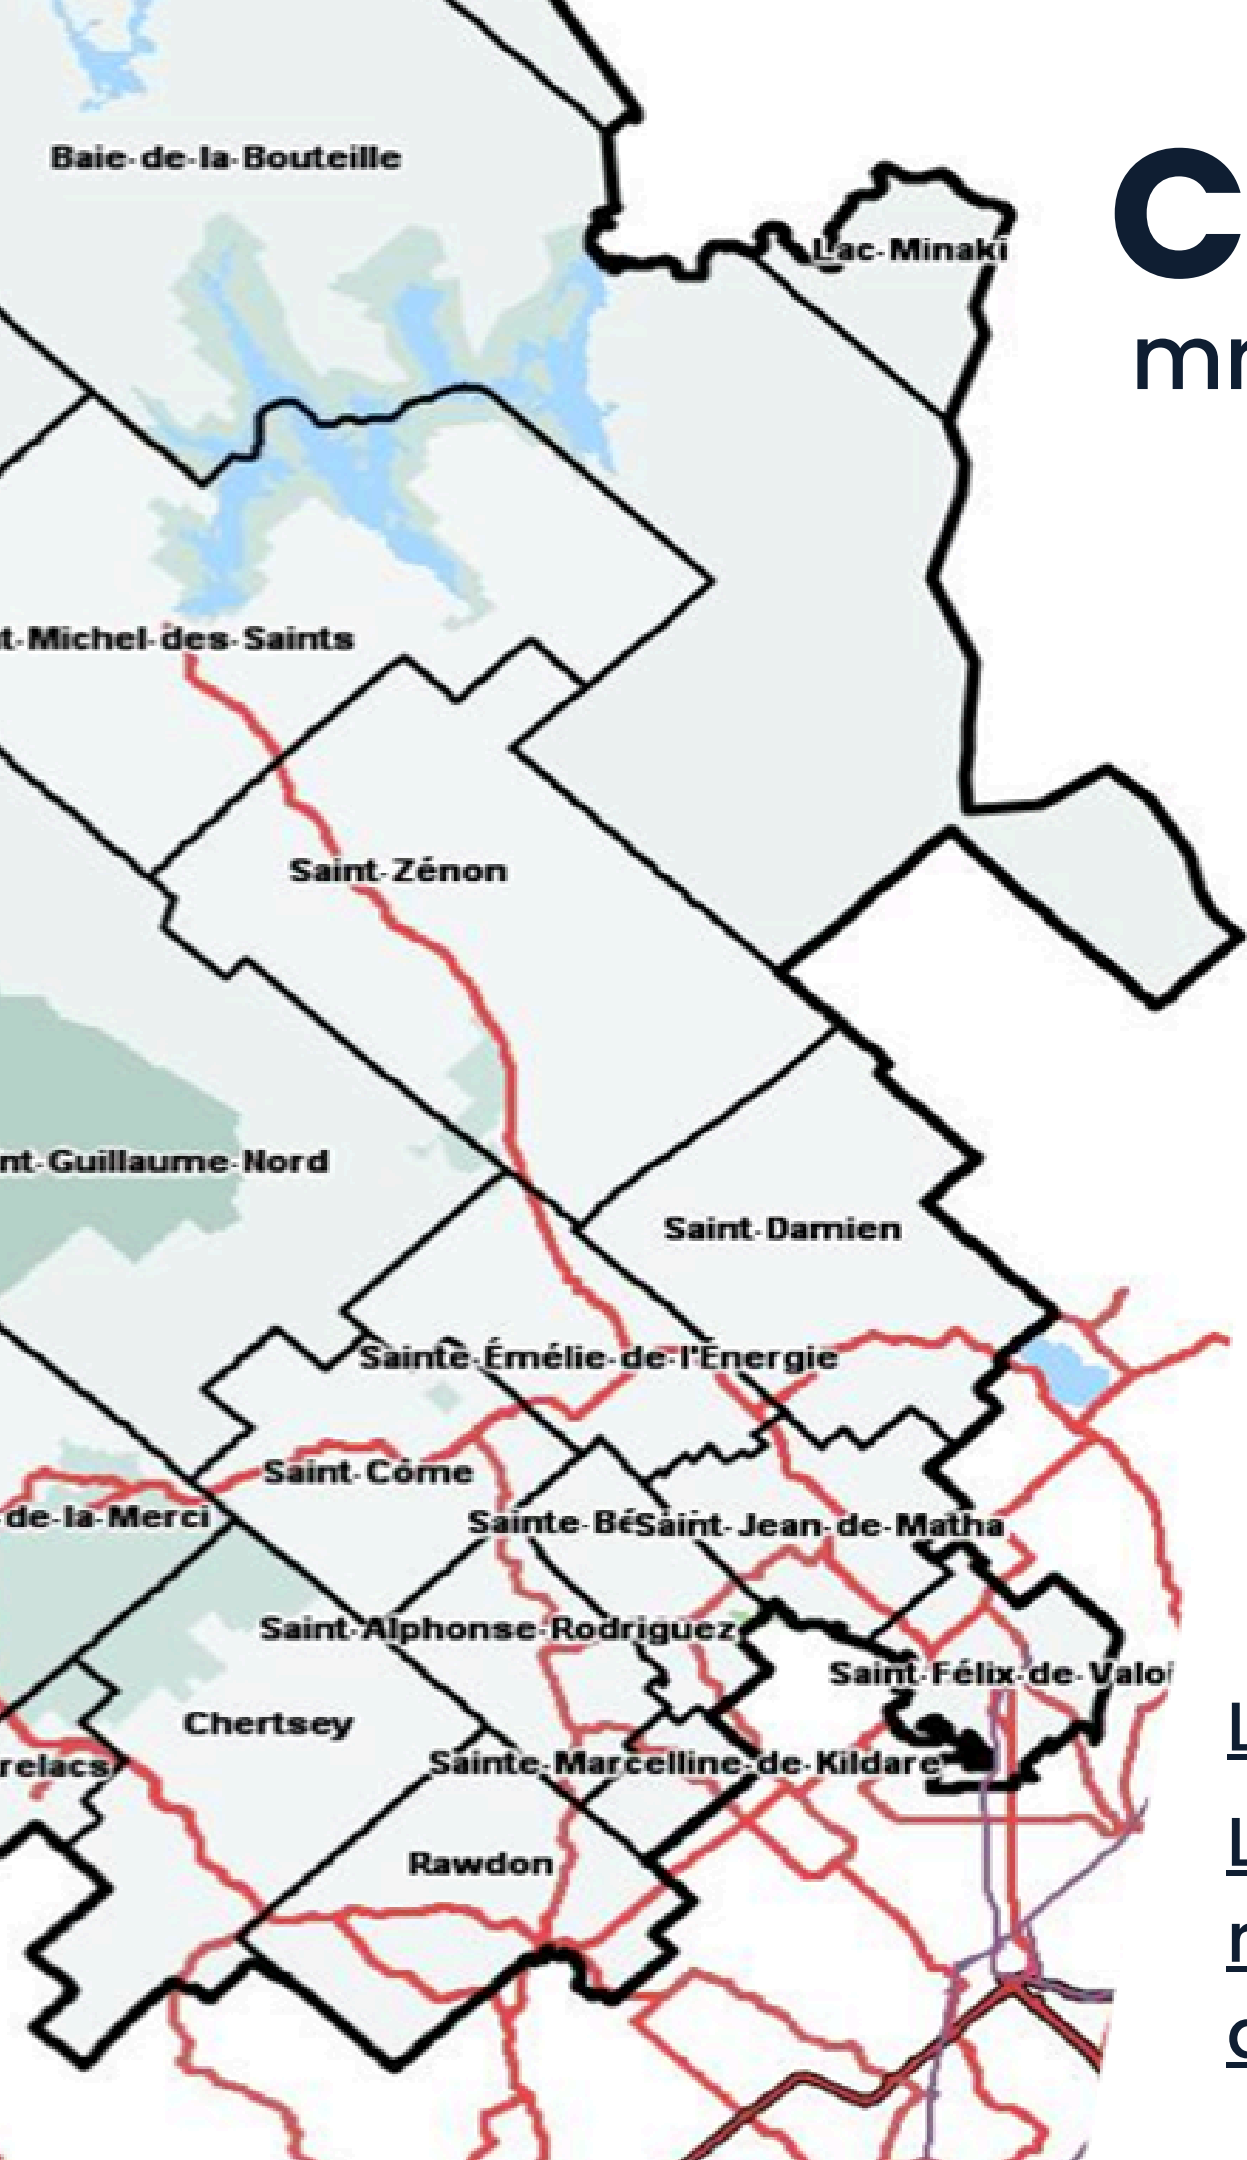 Baie-de-la-Bouteille
C
Lac-Minaki
mr
t-Michel-des-Saints
Saint-Zénon
nt-Guillaume-Nord
Saint-Damien
Sainte-Émélie-de-l'Énergie
Saint-Côme
de-la-Merci
Sainte-Bé
Saint-Jean-de-Matha
Saint-Alphonse-Rodriguez
Saint-Félix-de-Valoi
Chertsey
Sainte-Marcelline-de-Kildare
relacs
Rawdon